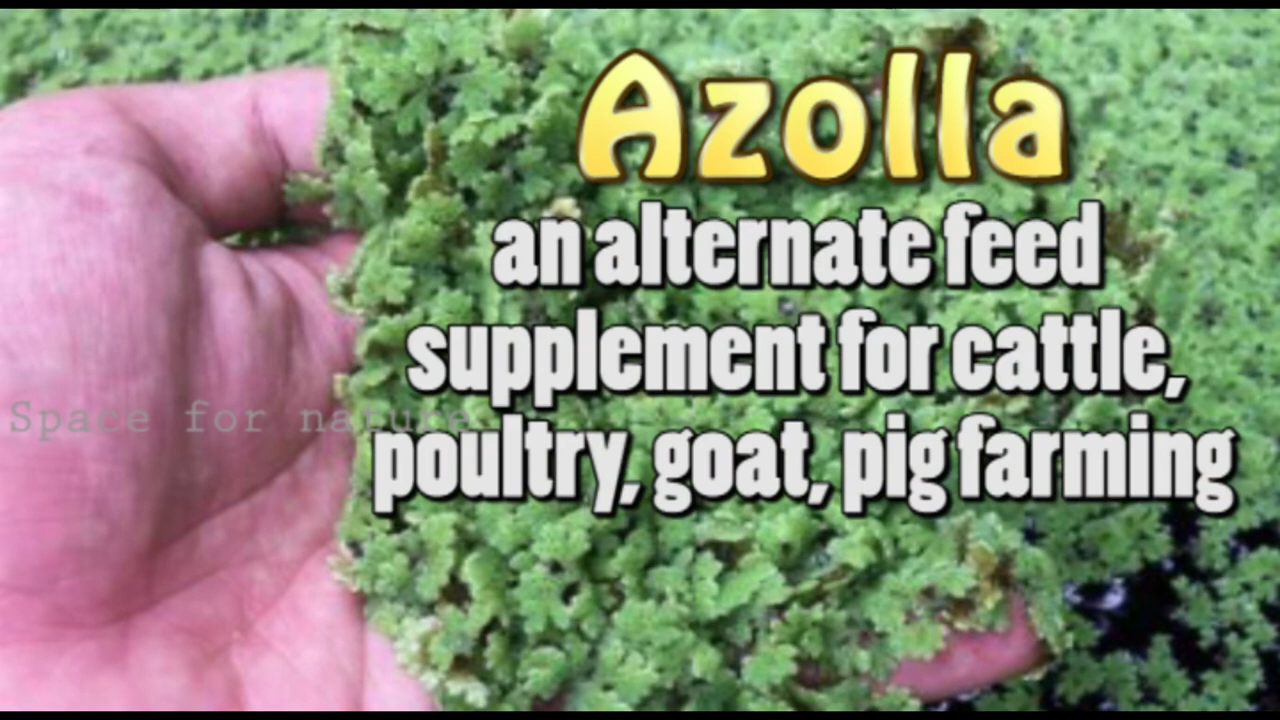 Azolla
an alternate feed
supplement for cattle,
Space for nature
poultry, goat, pig farming